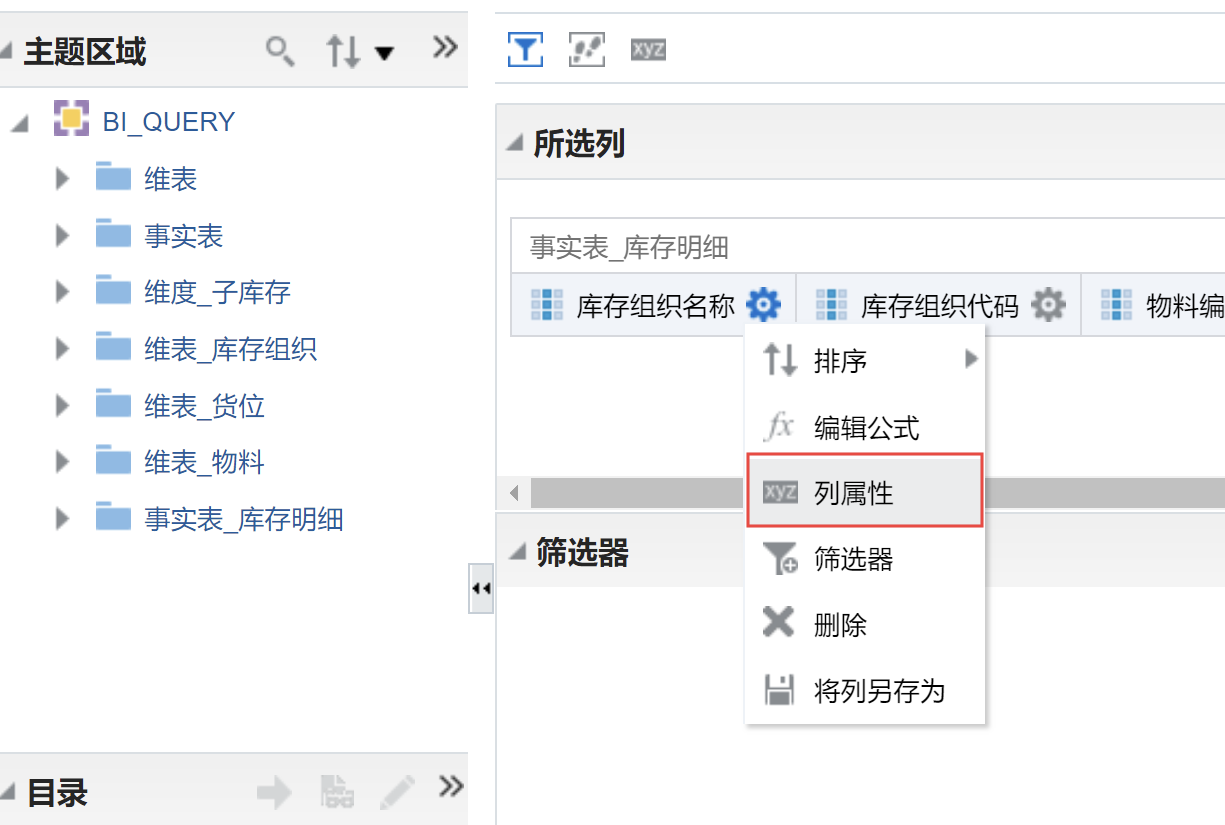 主题区域
BI_QUERY
维表
事实表
维度_子库存
维表_库存组织
维表_货位
维表_物料
事实表_库存明细
目录
xyz
所选列
事实表_库存明细
库存组织名称 库存组织代码 物料编
排序
fx 编辑公式
xyz 列属性
筛选器
删除
将列另存为
筛选器